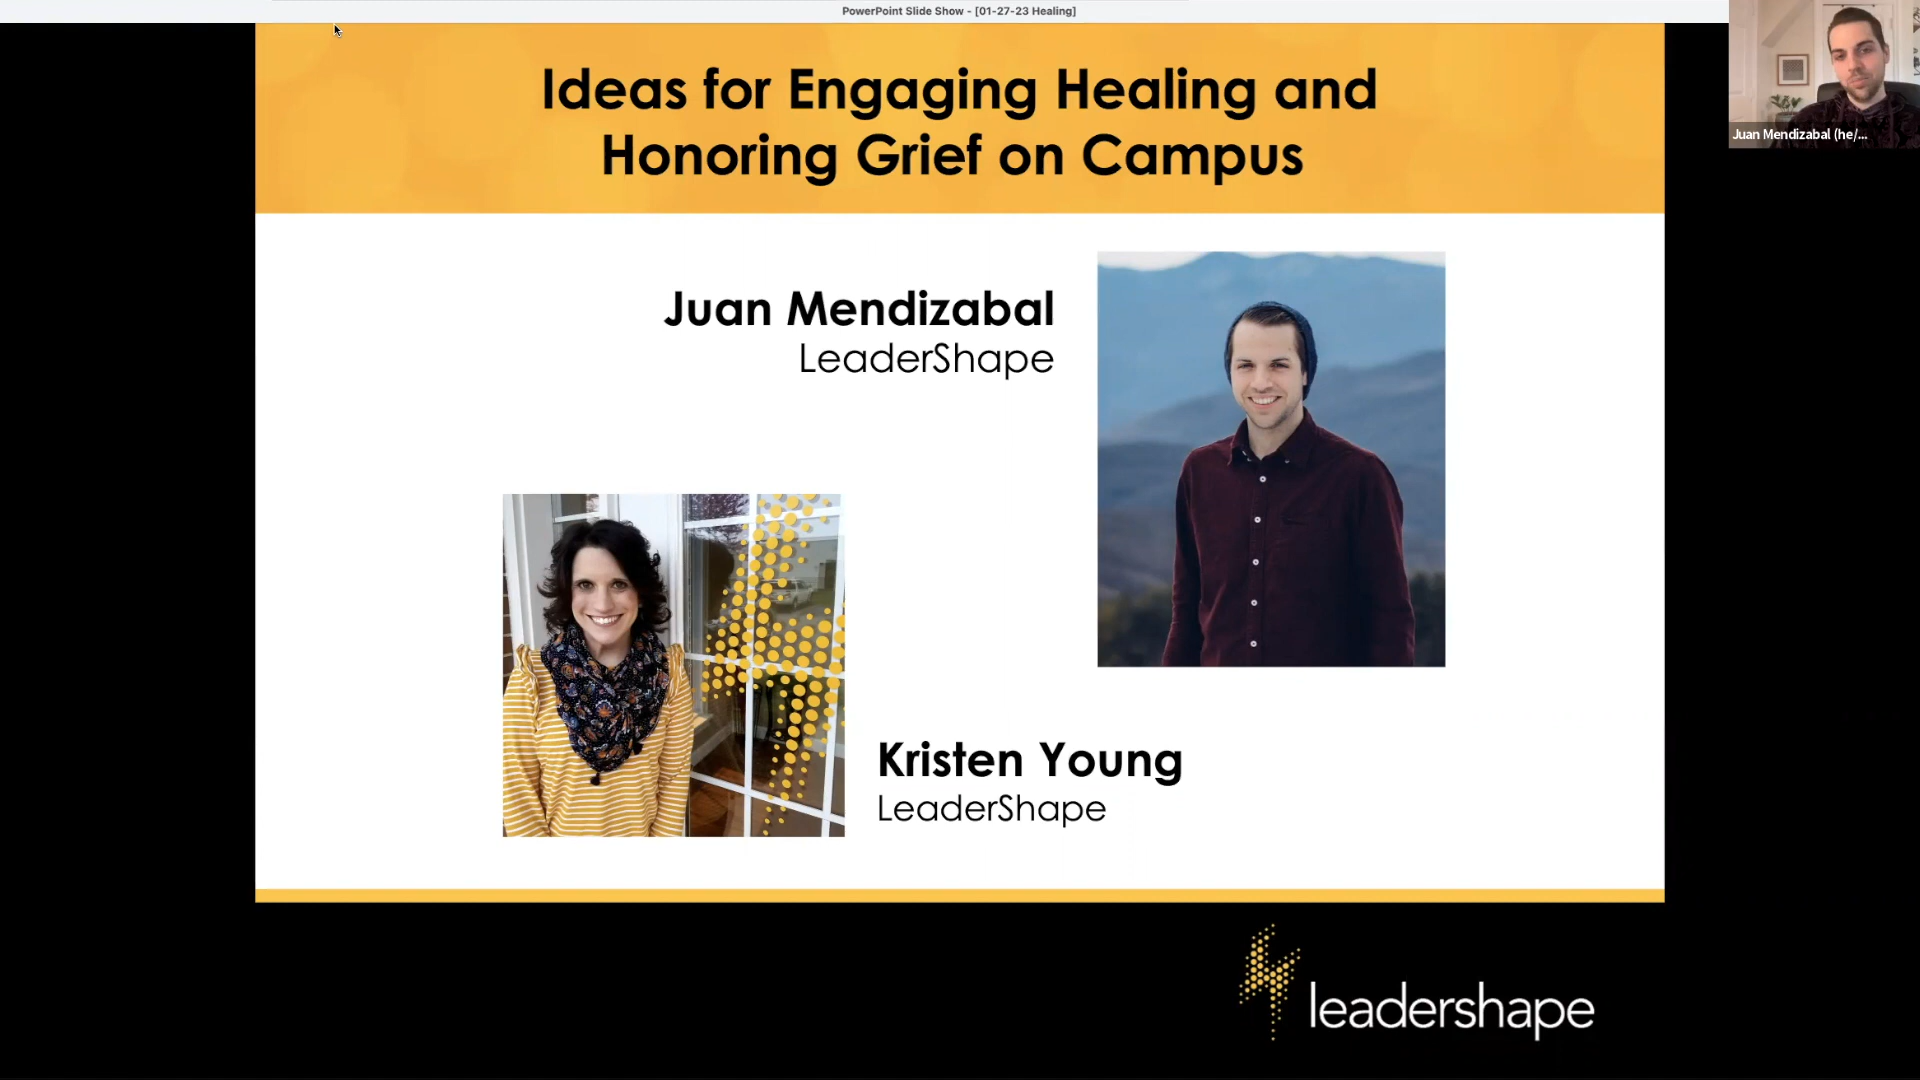 PowerPoint Slide Show - [01-27-23 Healing]
Ideas for Engaging Healing and
Honoring Grief on Campus
Juan Mendizabal (he/...
Juan Mendizabal
LeaderShape
Kristen Young
LeaderShape
leadershape